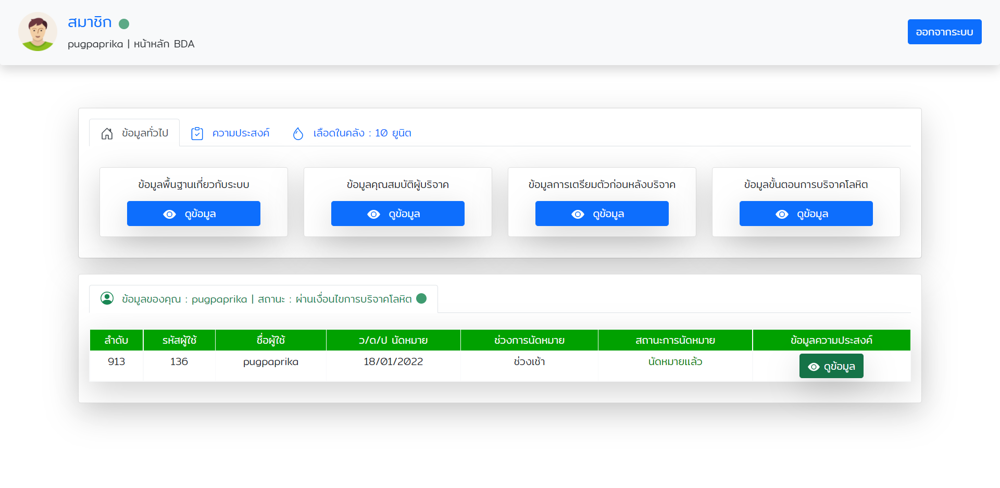 สมาชิก
pugpaprika | หน้าหลัก BDA
ออกจากระบบ
ข้อมูลทั่วไป
ความประสงค์
เลือดในคลัง : 10 ยูนิต
ข้อมูลพื้นฐานเกี่ยวกับระบบ
ดูข้อมูล
ข้อมูลคุณสมบัติผู้บริจาค
ดูข้อมูล
ข้อมูลการเตรียมตัวก่อนหลังบริจาค
ดูข้อมูล
ข้อมูลขั้นตอนการบริจาคโลหิต
ดูข้อมูล
ข้อมูลของคุณ : pugpaprika | สถานะ : ผ่านเงื่อนไขการบริจาคโลหิต
ลำดับ รหัสผู้ใช้ ชื่อผู้ใช้ ว/ด/ป นัดหมาย ช่วงการนัดหมาย สถานะการนัดหมาย ข้อมูลความประสงค์
913 136 pugpaprika 18/01/2022 ช่วงเช้า นัดหมายแล้ว ดูข้อมูล